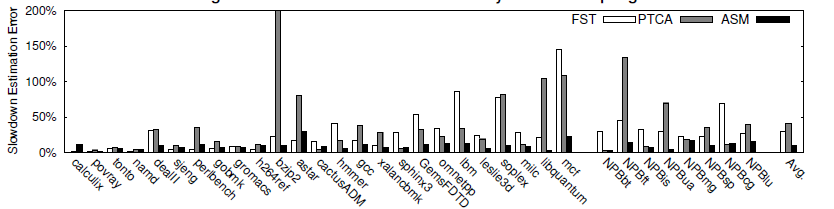 200%
FST PTCA ASM
150%
100%
50%
0%
Slowdown Estimation Error
calculix
povray
tonto
namd
dealII
sjeng
perlbench
gobmk
gromacs
h264ref
bzip2
astar
cactusADM
hmmer
gcc
xalancbmk
sphinx3
GemsFDTD
omnetpp
lbm
leslie3d
soplex
milc
libquantum
mcf
NPBbt
NPBft
NPBis
NPBua
NPBmg
NPBsp
NPBcg
NPBlu
Avg.